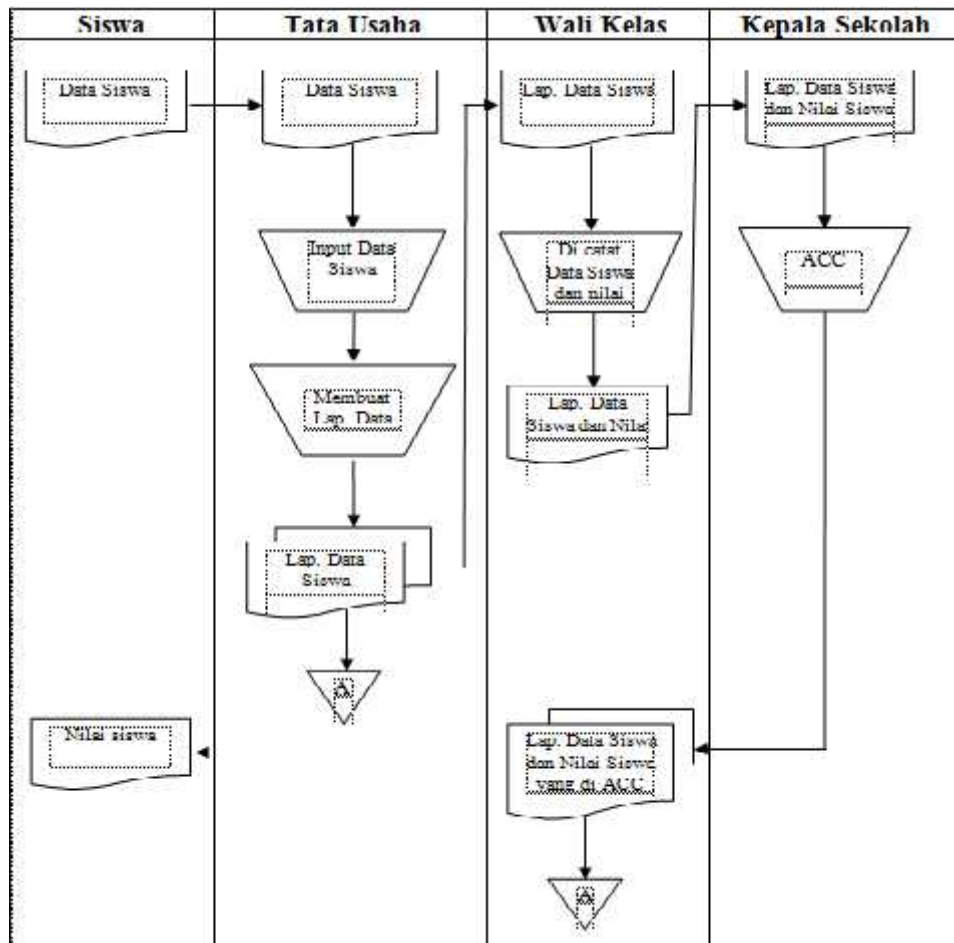 Siswa
Tata Usaha
Wali Kelas
Kepala Sekolah
Data Siswa
Data Siswa
Lap. Data Siswa
Lap. Data Siswa
dan Nilai Siswa
Input Data
Siswa
Di catat
Data Siswa
dan nilai
ACC
Membuat
Lap. Data
Lap. Data
Siswa dan Nilai
Lap. Data
Siswa
A
Nilai siswa
Lap. Data Siswa
dan Nilai Siswa
yang di ACC
A